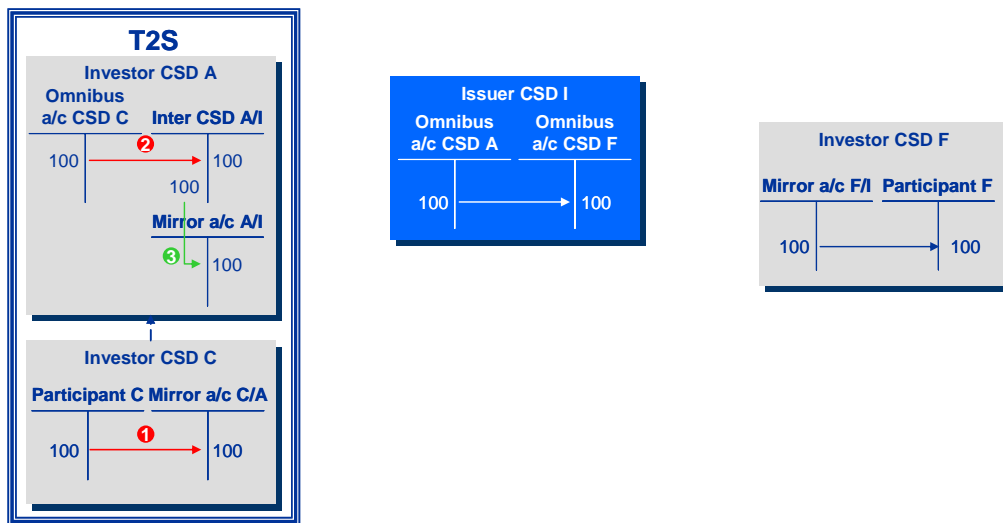 T2S
Investor CSD A
Omnibus
a/c CSD C
Inter CSD A/I
2
100
100
100
Mirror a/c A/I
3
100
Investor CSD C
Participant C
Mirror a/c C/A
1
100
100
Issuer CSD I
Omnibus
a/c CSD A
Omnibus
a/c CSD F
100
100
Investor CSD F
Mirror a/c F/I
Participant F
100
100